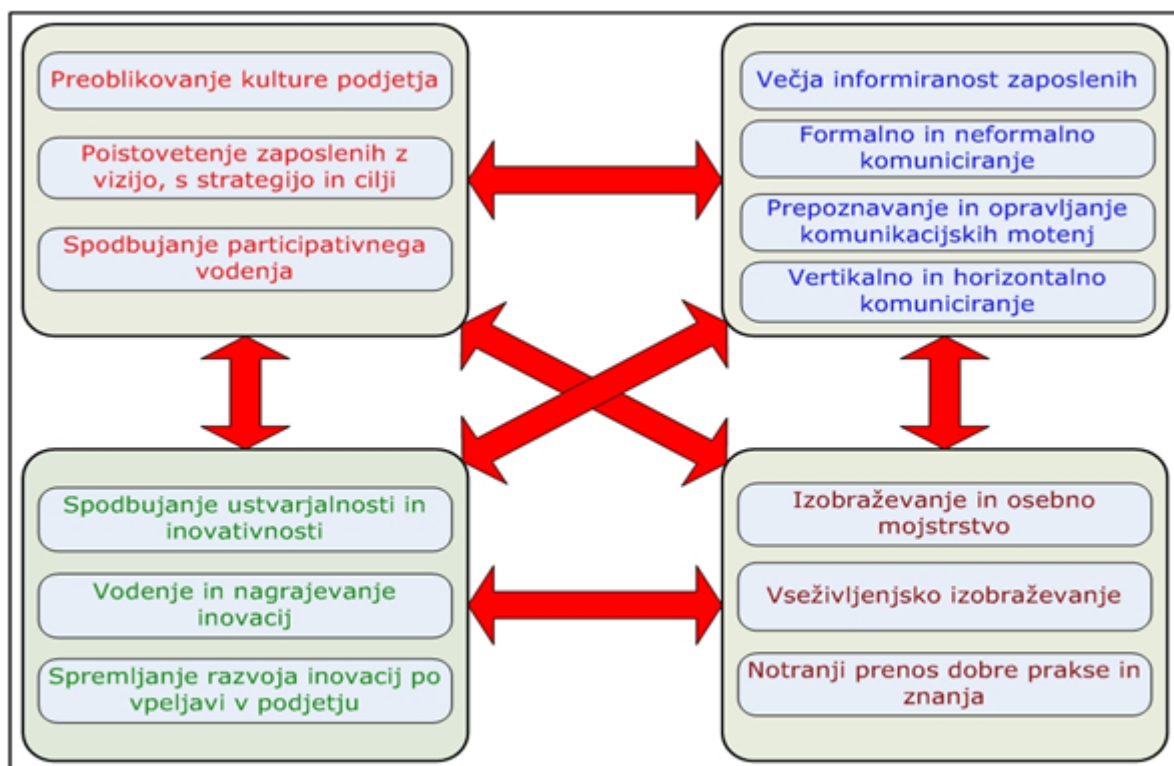 Preoblikovanje kulture podjetja
Poistovetenje zaposlenih z
vizijo, s strategijo in cilji
Spodbujanje participativnega
vodenja
Večja informiranost zaposlenih
Formalno in neformalno
komuniciranje
Prepoznavanje in opravljanje
komunikacijskih motenj
Vertikalno in horizontalno
komuniciranje
Spodbujanje ustvarjalnosti in
inovativnosti
Vodenje in nagrajevanje
inovacij
Spremljanje razvoja inovacij po
vpeljavi v podjetju
Izobraževanje in osebno
mojstrstvo
Vseživljenjsko izobraževanje
Notranji prenos dobre prakse in
znanja